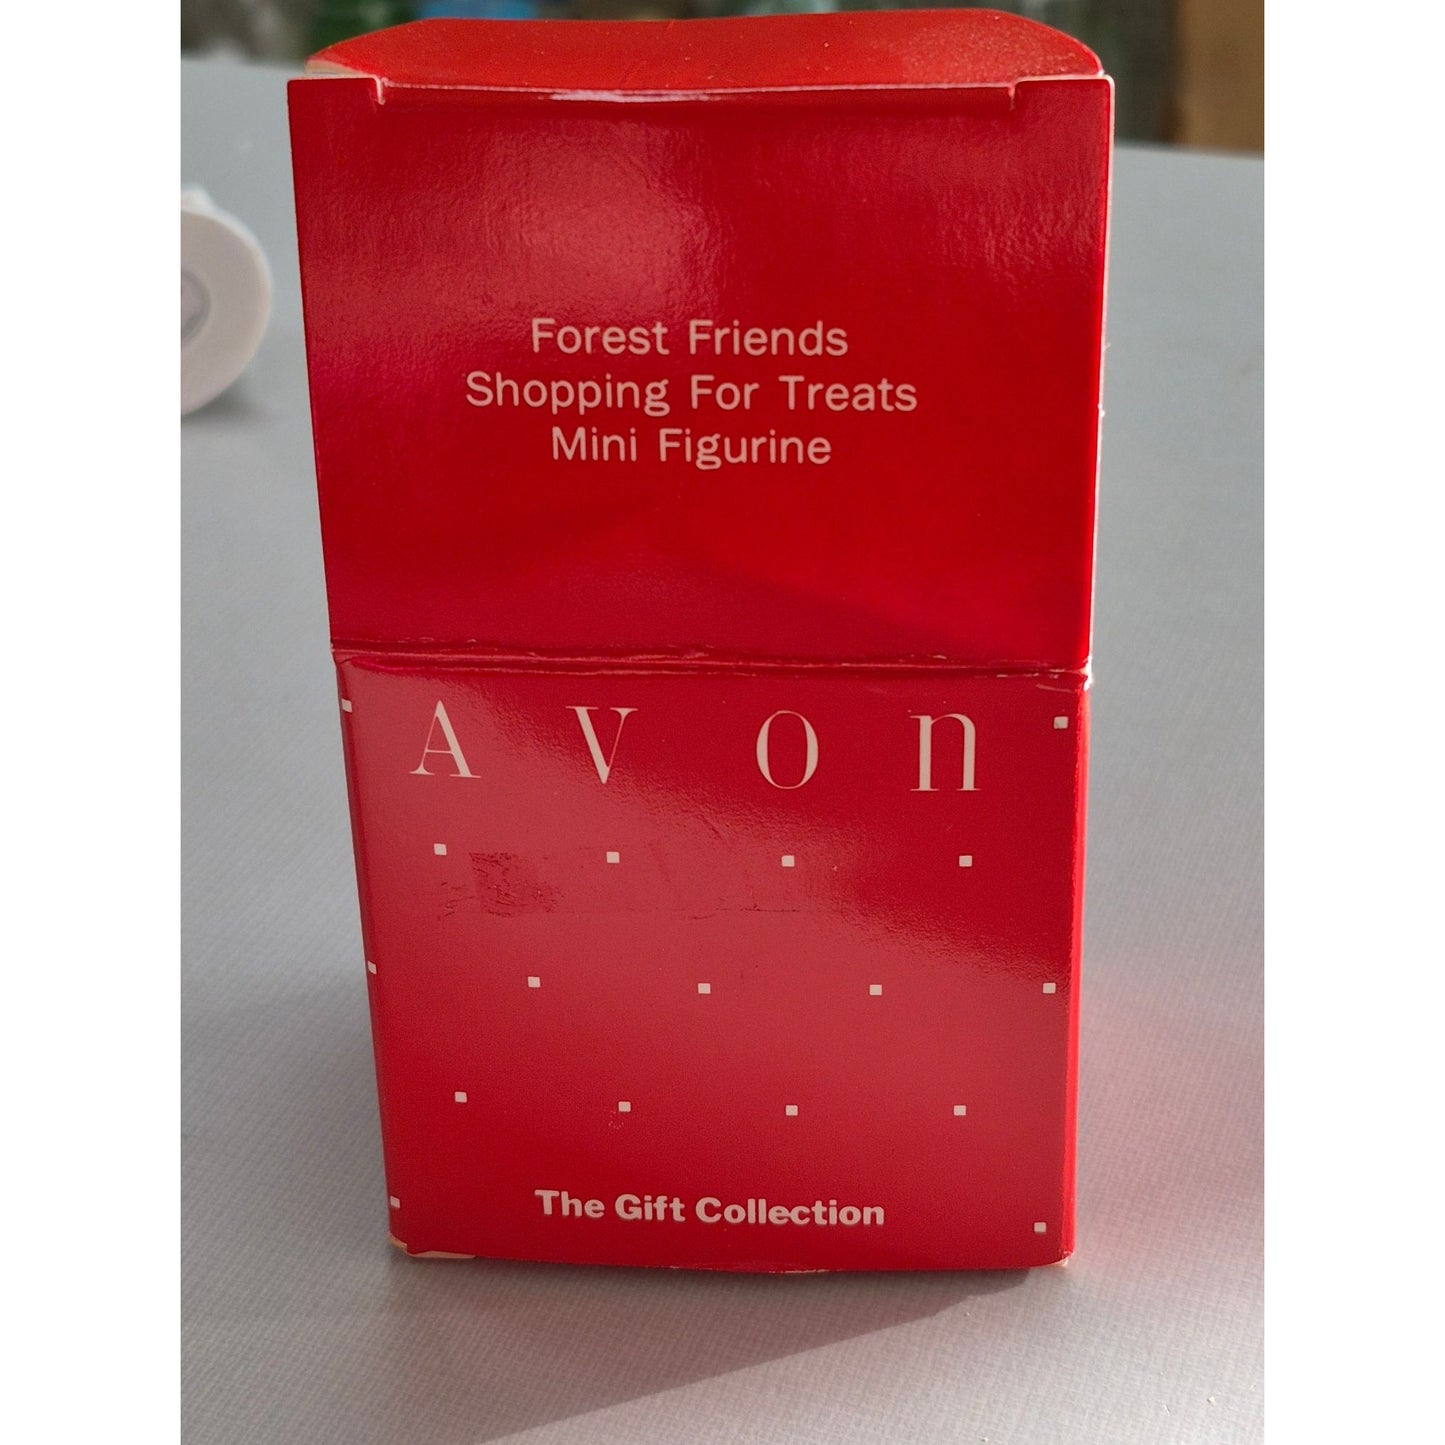 Forest Friends
Shopping For Treats
Mini Figurine
Avon
The Gift Collection